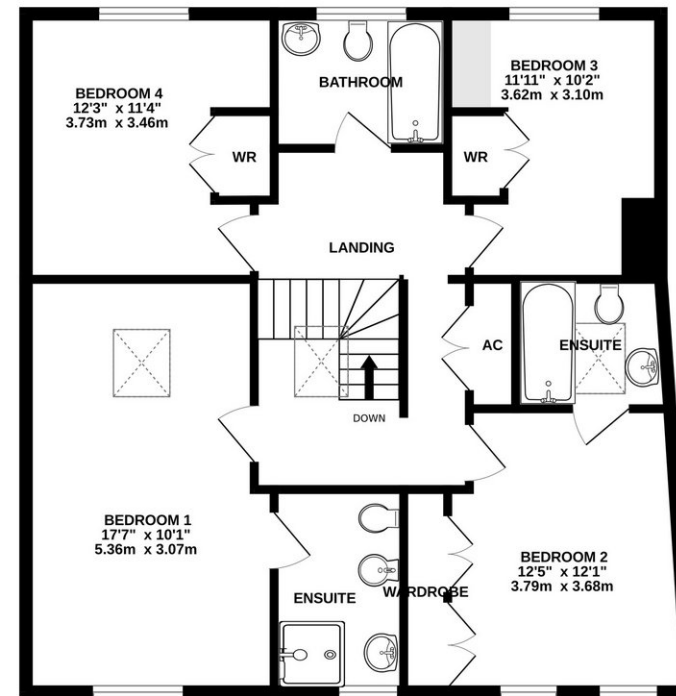 BEDROOM 4
12'3" x 11'4"
3.73m x 3.46m
BATHROOM
BEDROOM 3
11'11" x 10'2"
3.62m x 3.10m
WR
WR
LANDING
AC
ENSUITE
DOWN
BEDROOM 1
17'7" x 10'1"
5.36m x 3.07m
ENSUITE
WARDROBE
BEDROOM 2
12'5" x 12'1"
3.79m x 3.68m